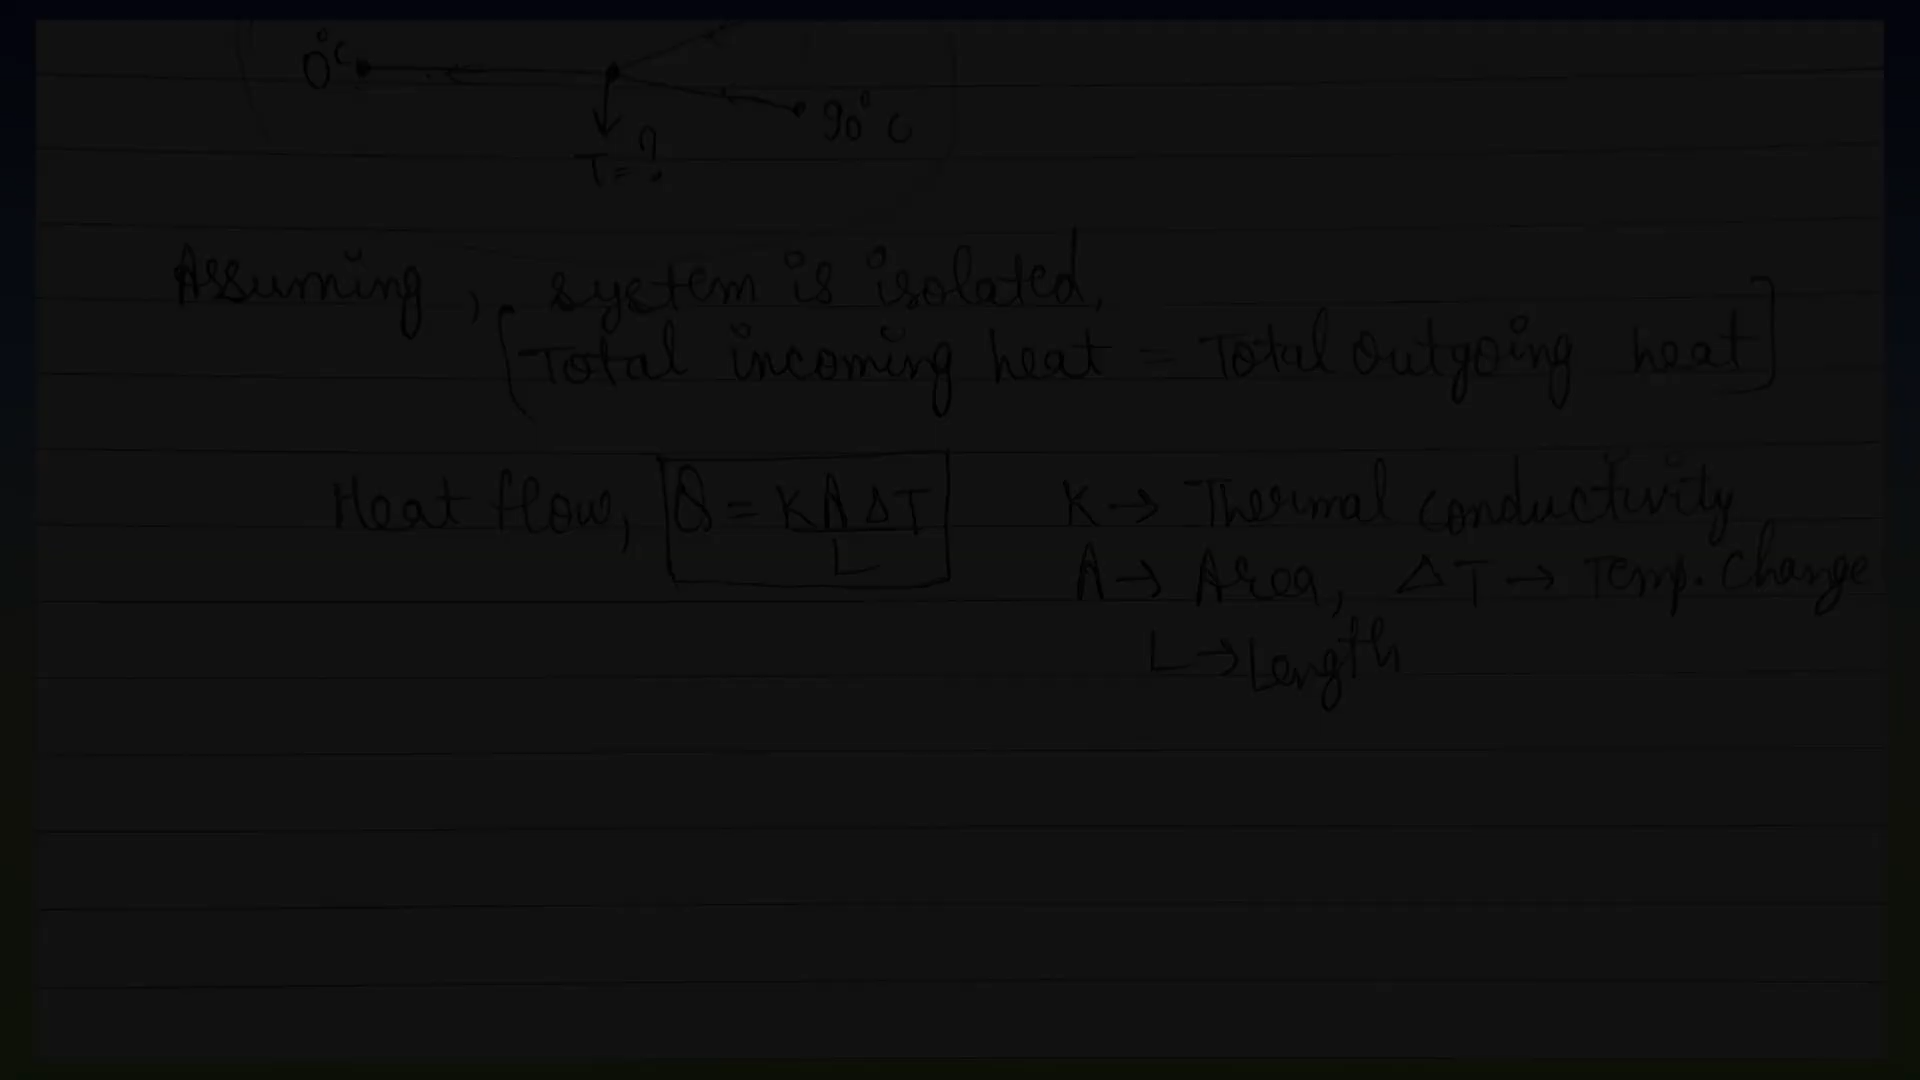 0°C
90°C
T = ?
Assuming, system is isolated,
[Total incoming heat = Total outgoing heat]
Heat flow, Q = KAΔT / L K → Thermal conductivity
A → Area, ΔT → Temp. Change
L → Length